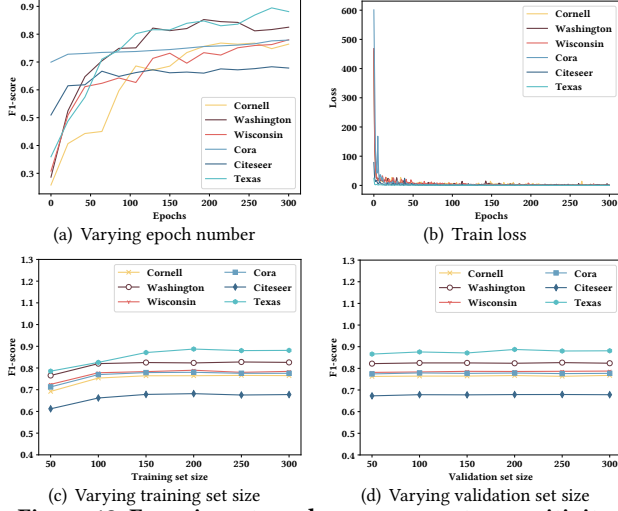 0.9
0.8
0.7
0.6
0.5
0.4
0.3
F1-score
Cornell
Washington
Wisconsin
Cora
Citeseer
Texas
0 50 100 150 200 250 300
Epochs
(a) Varying epoch number
600
500
400
300
200
100
0
Loss
Cornell
Washington
Wisconsin
Cora
Citeseer
Texas
0 50 100 150 200 250 300
Epochs
(b) Train loss
1.3
1.2
1.1
1.0
0.9
0.8
0.7
0.6
0.5
0.4
F1-score
Cornell
Washington
Wisconsin
Cora
Citeseer
Texas
50 100 150 200 250 300
Training set size
(c) Varying training set size
1.3
1.2
1.1
1.0
0.9
0.8
0.7
0.6
0.5
0.4
F1-score
Cornell
Washington
Wisconsin
Cora
Citeseer
Texas
50 100 150 200 250 300
Validation set size
(d) Varying validation set size